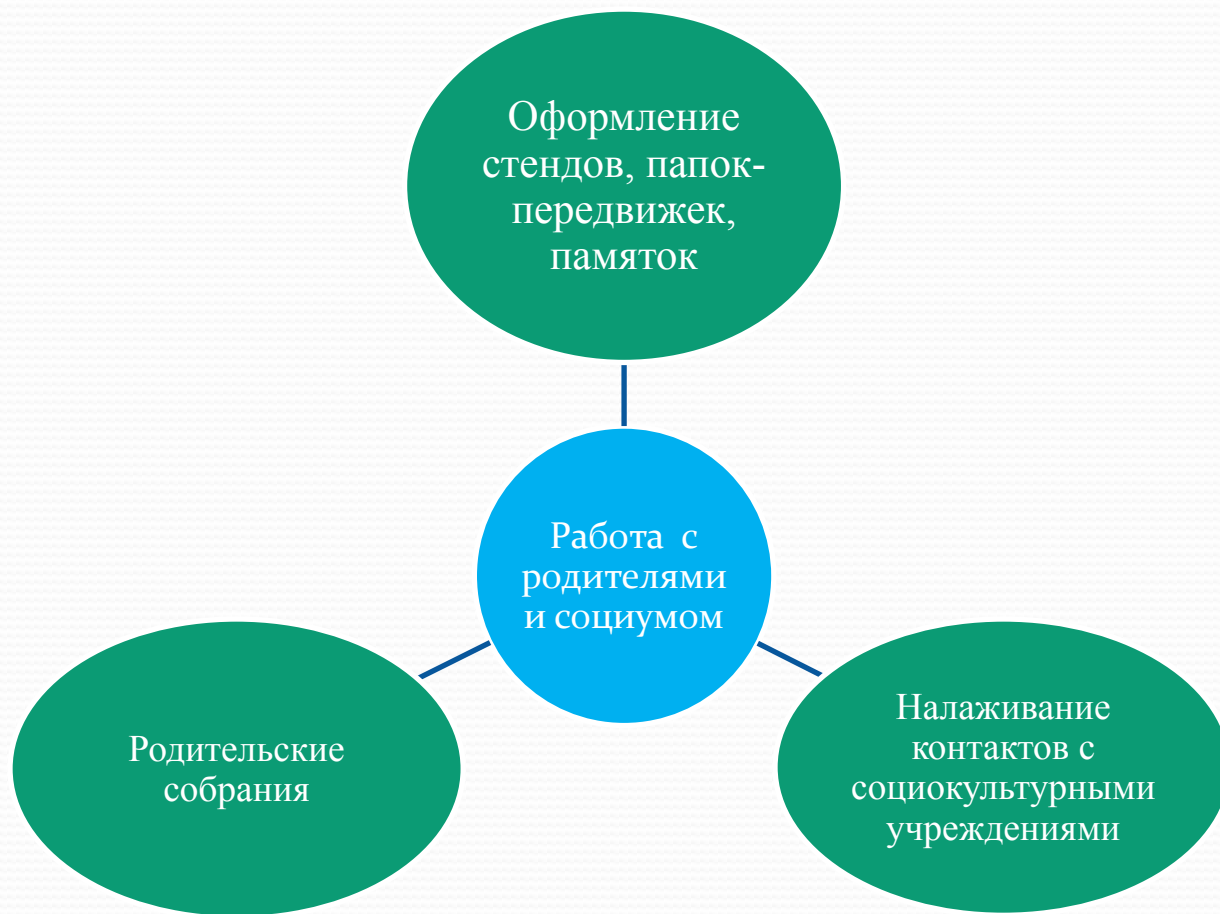 Оформление
стендов, папок-
передвижек,
памяток
Работа с
родителями
и социумом
Родительские
собрания
Налаживание
контактов с
социокультурными
учреждениями